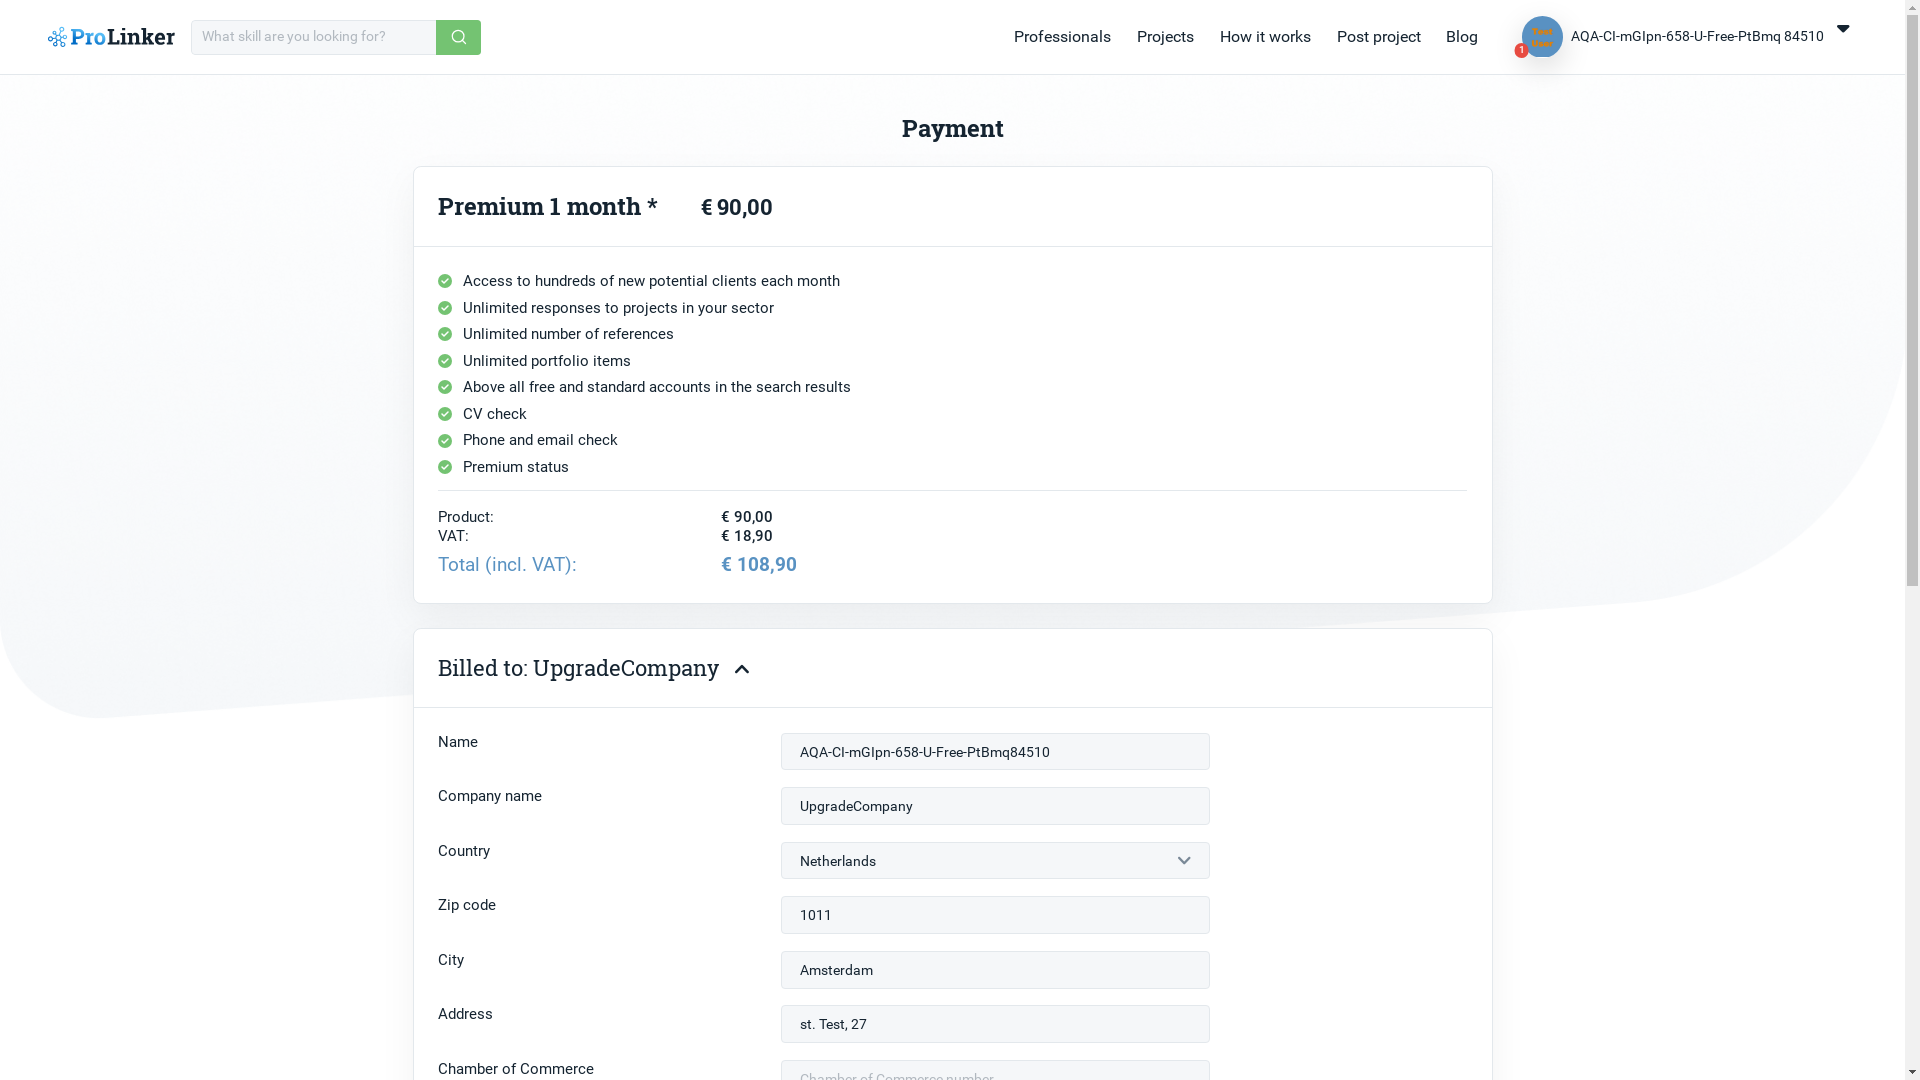 ProLinker
What skill are you looking for?
Professionals
Projects
How it works
Post project
Blog
Test
User
1
AQA-CI-mGIpn-658-U-Free-PtBmq 84510
Payment
Premium 1 month *
€ 90,00
Access to hundreds of new potential clients each month
Unlimited responses to projects in your sector
Unlimited number of references
Unlimited portfolio items
Above all free and standard accounts in the search results
CV check
Phone and email check
Premium status
Product:
€ 90,00
VAT:
€ 18,90
Total (incl. VAT):
€ 108,90
Billed to: UpgradeCompany
Name
AQA-CI-mGIpn-658-U-Free-PtBmq84510
Company name
UpgradeCompany
Country
Netherlands
Zip code
1011
City
Amsterdam
Address
st. Test, 27
Chamber of Commerce
Chamber of Commerce number